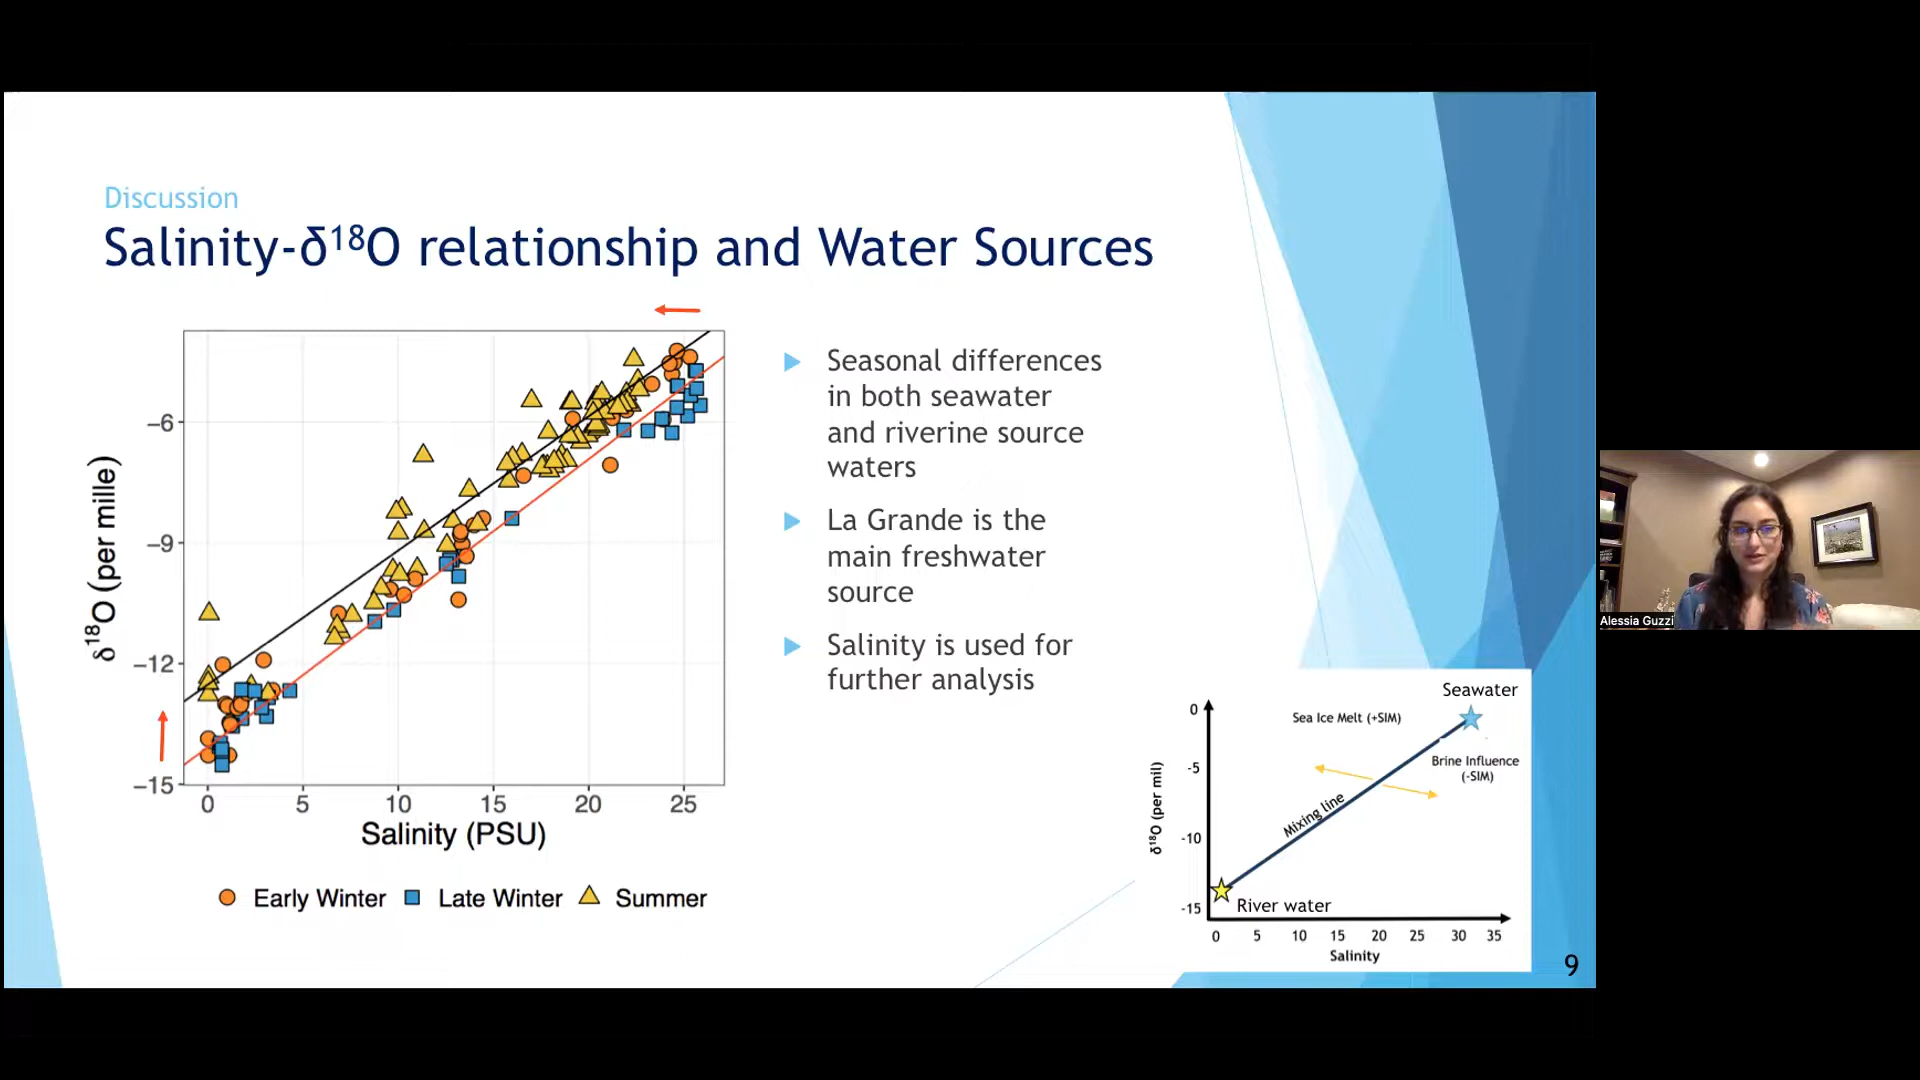 Discussion
Salinity-δ¹⁸O relationship and Water Sources
−6
−9
−12
−15
δ¹⁸O (per mille)
0 5 10 15 20 25
Salinity (PSU)
Early Winter Late Winter Summer
Seasonal differences
in both seawater
and riverine source
waters
La Grande is the
main freshwater
source
Salinity is used for
further analysis
Alessia Guzzi
Seawater
Sea Ice Melt (+SIM)
Brine Influence
(-SIM)
Mixing line
River water
0
-5
-10
-15
δ¹⁸O (per mil)
0 5 10 15 20 25 30 35
Salinity
9